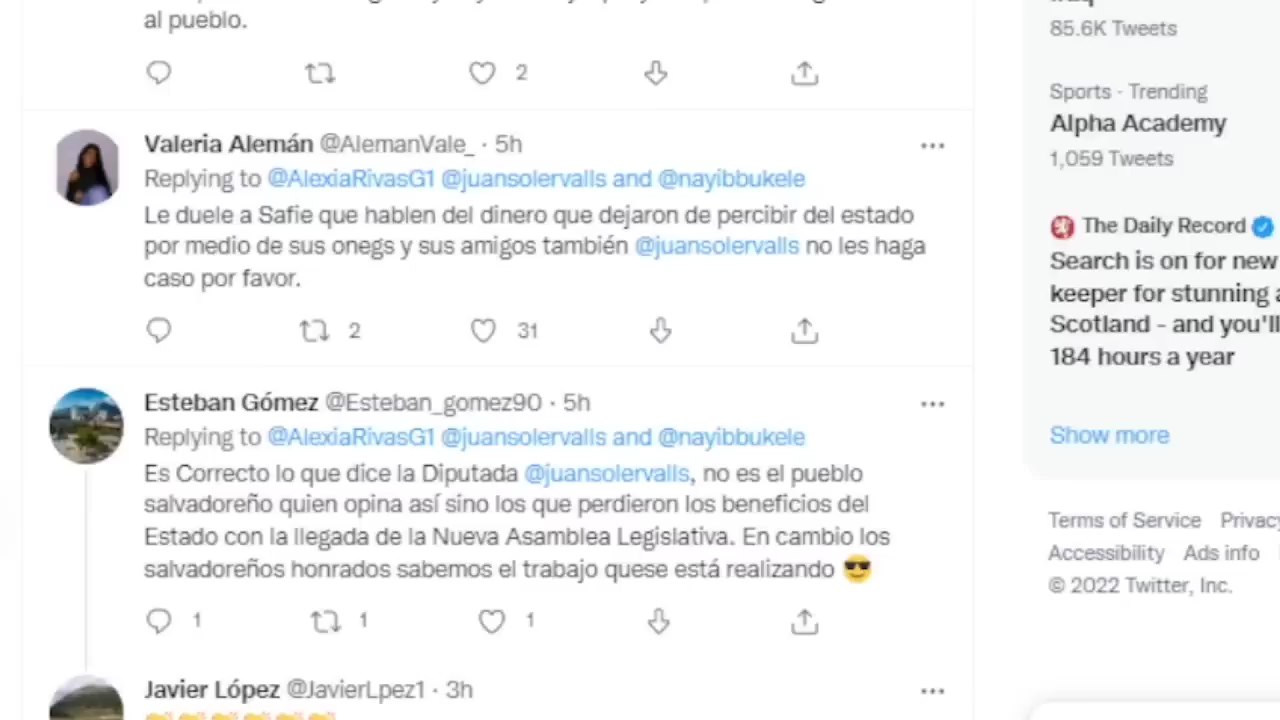 al pueblo.
2
Valeria Alemán @AlemanVale_ · 5h
Replying to @AlexiaRivasG1 @juansolervalls and @nayibbukele
Le duele a Safie que hablen del dinero que dejaron de percibir del estado
por medio de sus onegs y sus amigos también @juansolervalls no les haga
caso por favor.
2 31
Esteban Gómez @Esteban_gomez90 · 5h
Replying to @AlexiaRivasG1 @juansolervalls and @nayibbukele
Es Correcto lo que dice la Diputada @juansolervalls, no es el pueblo
salvadoreño quien opina así sino los que perdieron los beneficios del
Estado con la llegada de la Nueva Asamblea Legislativa. En cambio los
salvadoreños honrados sabemos el trabajo quese está realizando 😎
1 1 1
Javier López @JavierLpez1 · 3h
85.6K Tweets
Sports · Trending
Alpha Academy
1,059 Tweets
The Daily Record
Search is on for new
keeper for stunning
Scotland - and you'll
184 hours a year
Show more
Terms of Service Privacy
Accessibility Ads info
© 2022 Twitter, Inc.